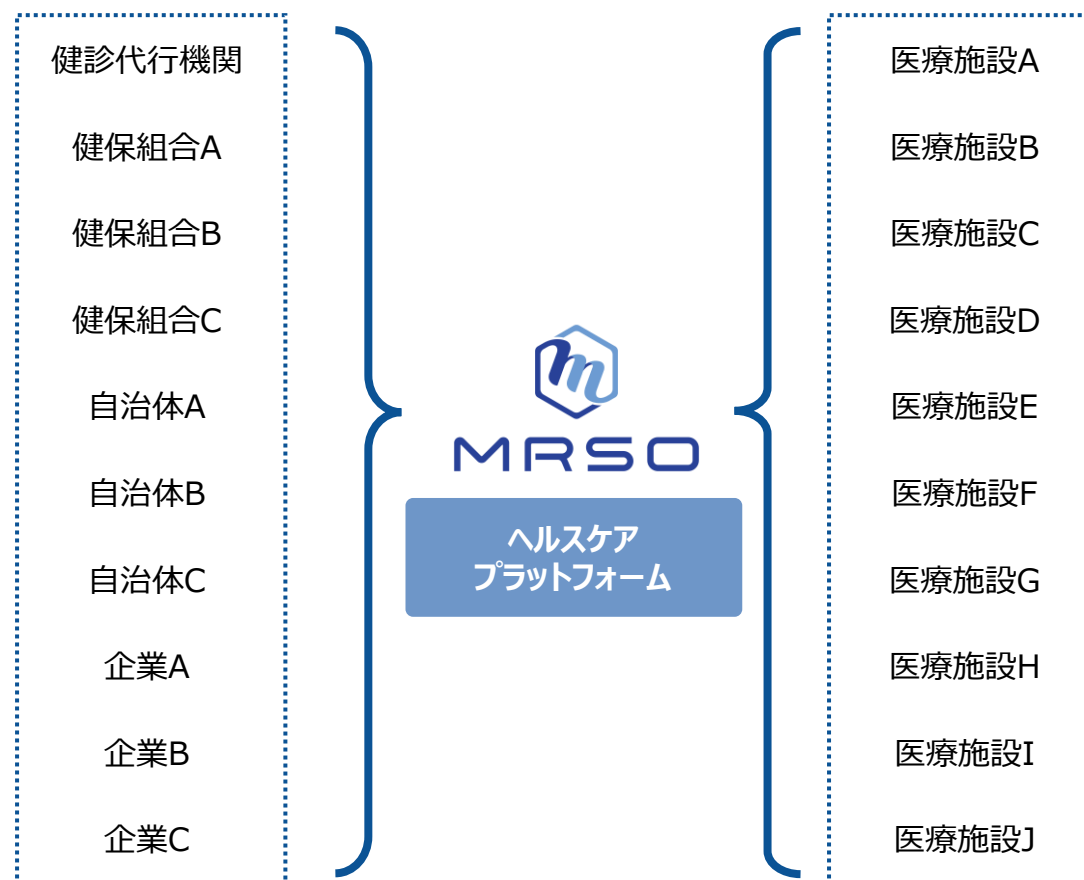 健診代行機関
健保組合A
健保組合B
健保組合C
自治体A
自治体B
自治体C
企業A
企業B
企業C
m
MRSO
ヘルスケア
プラットフォーム
医療施設A
医療施設B
医療施設C
医療施設D
医療施設E
医療施設F
医療施設G
医療施設H
医療施設I
医療施設J